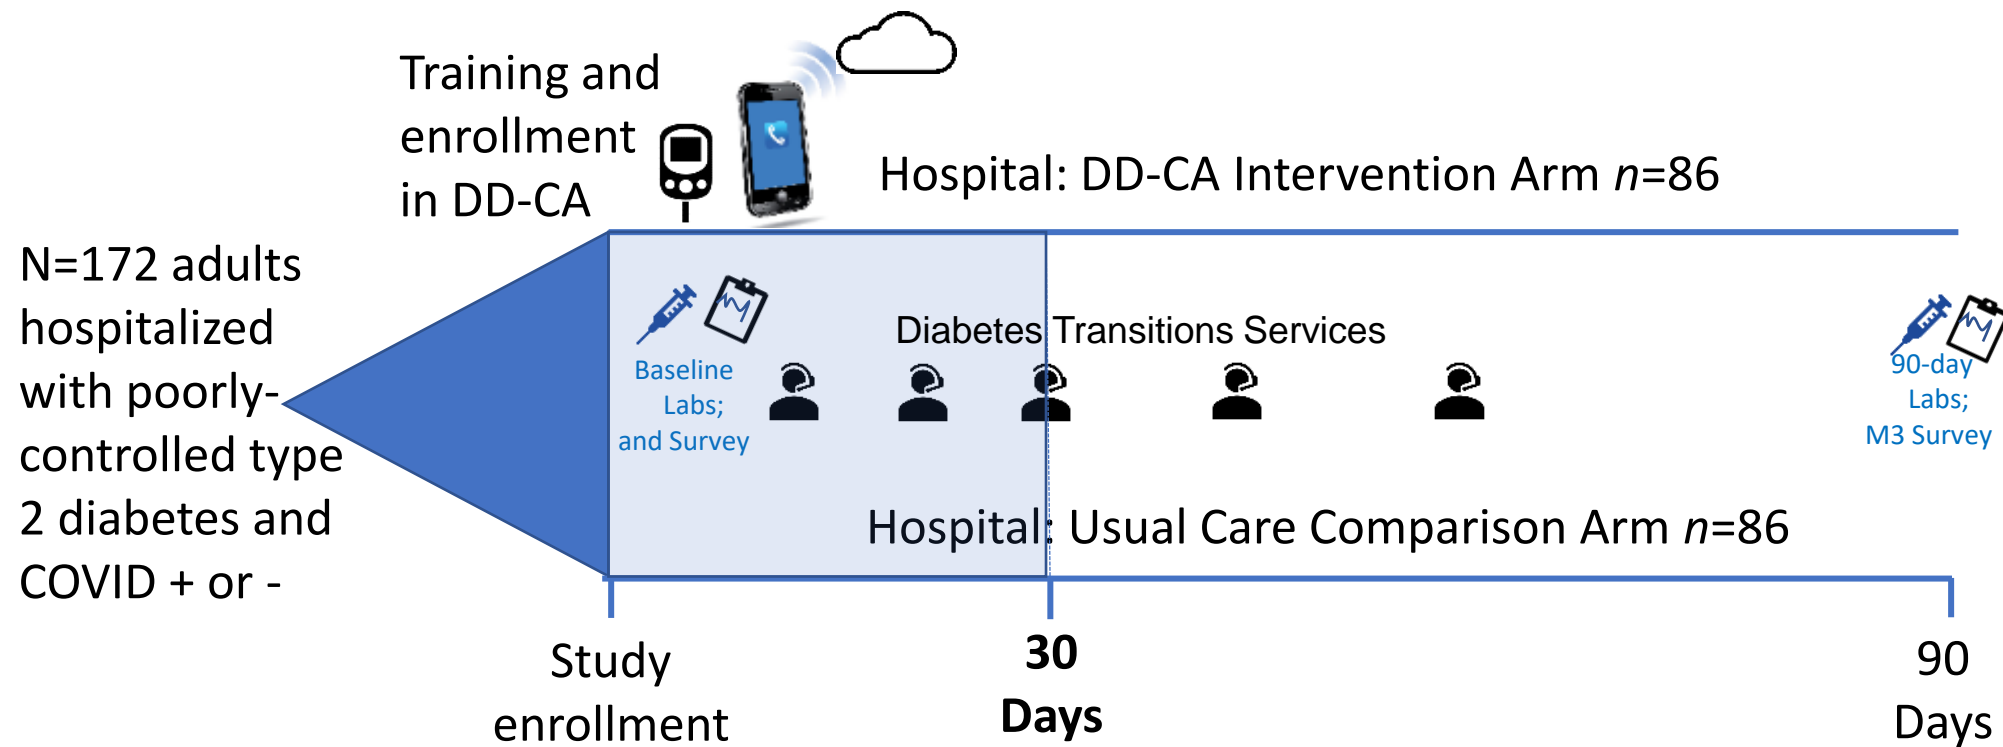 Training and
enrollment
in DD-CA
Hospital: DD-CA Intervention Arm n=86
N=172 adults
hospitalized
with poorly-
controlled type
2 diabetes and
COVID + or -
Diabetes Transitions Services
Baseline
Labs;
and Survey
90-day
Labs;
M3 Survey
Hospital: Usual Care Comparison Arm n=86
Study
enrollment
30
Days
90
Days